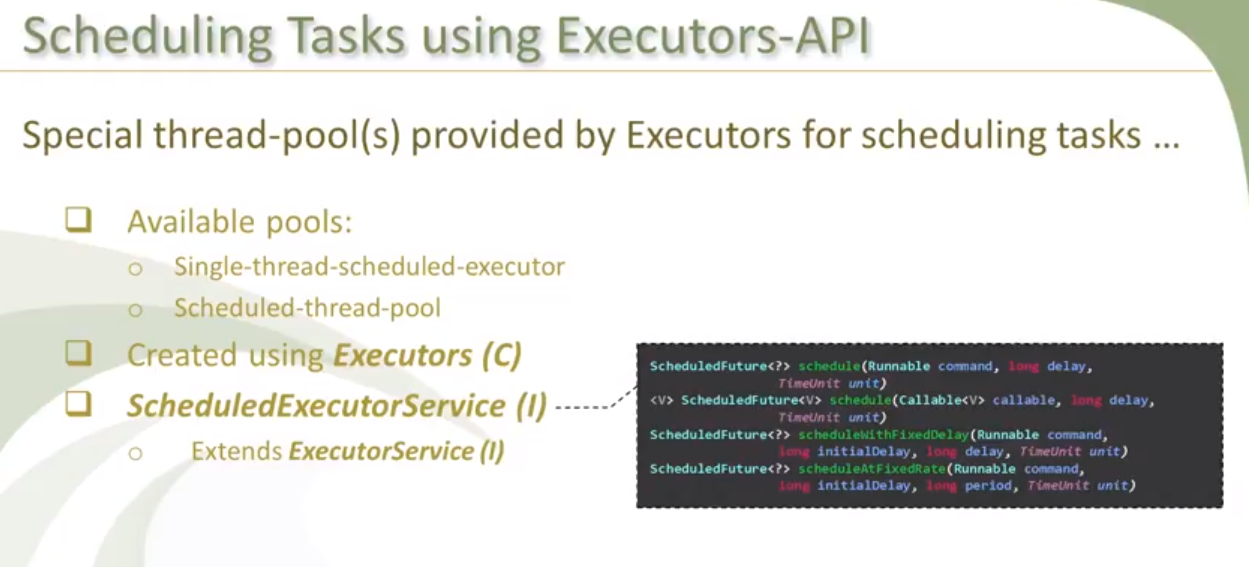 Scheduling Tasks using Executors-API
Special thread-pool(s) provided by Executors for scheduling tasks ...
Available pools:
Single-thread-scheduled-executor
Scheduled-thread-pool
Created using Executors (C)
ScheduledExecutorService (I)
Extends ExecutorService (I)
ScheduledFuture<?> schedule(Runnable command, long delay,
TimeUnit unit)
<V> ScheduledFuture<V> schedule(Callable<V> callable, long delay,
TimeUnit unit)
ScheduledFuture<?> scheduleWithFixedDelay(Runnable command,
long initialDelay, long delay, TimeUnit unit)
ScheduledFuture<?> scheduleAtFixedRate(Runnable command,
long initialDelay, long period, TimeUnit unit)